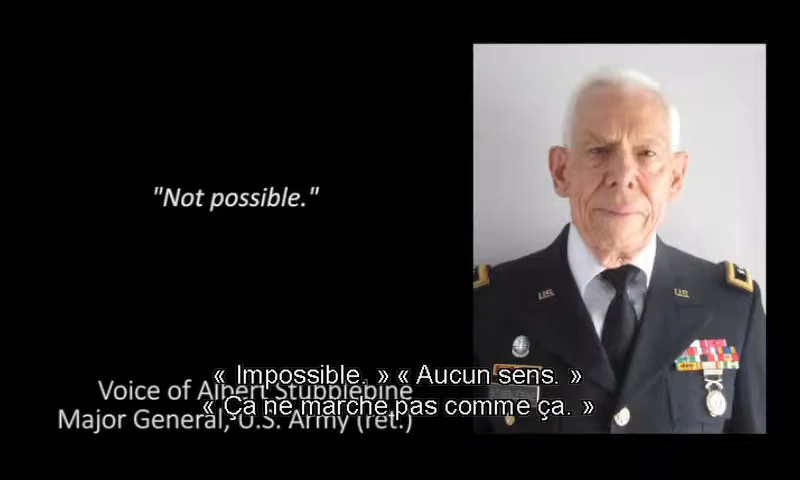 "Not possible."
« Impossible. » « Aucun sens. »
Voice of Albert Stubblebine
« Ça ne marche pas comme ça. »
Major General, U.S. Army (ret.)
U.S.
U.S.